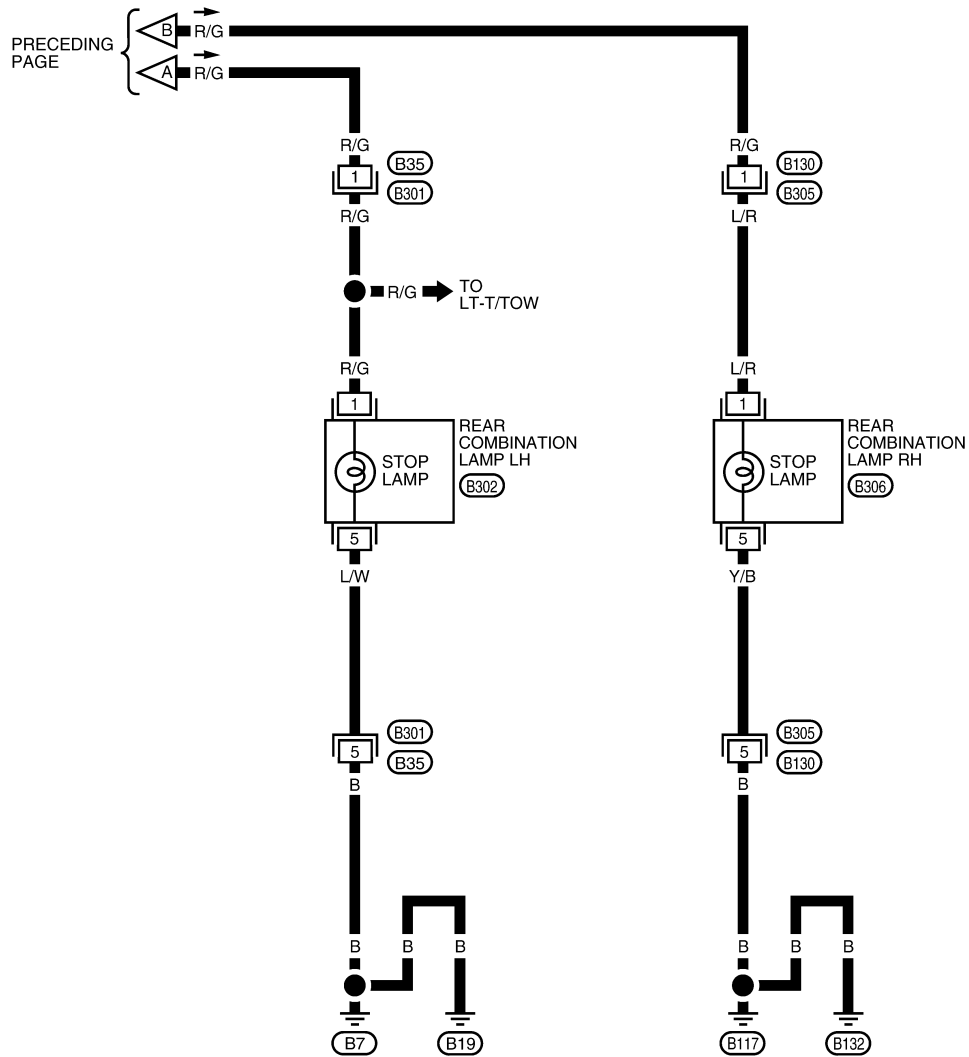 PRECEDING
PAGE
B
R/G
A
R/G
R/G
R/G
1
B35
B301
1
B130
B305
R/G
L/R
R/G
TO
LT-T/TOW
R/G
L/R
1
1
STOP
LAMP
REAR
COMBINATION
LAMP LH
B302
STOP
LAMP
REAR
COMBINATION
LAMP RH
B306
5
5
L/W
Y/B
5
B301
B35
5
B305
B130
B
B
B
B
B
B
B
B
B7
B19
B117
B132